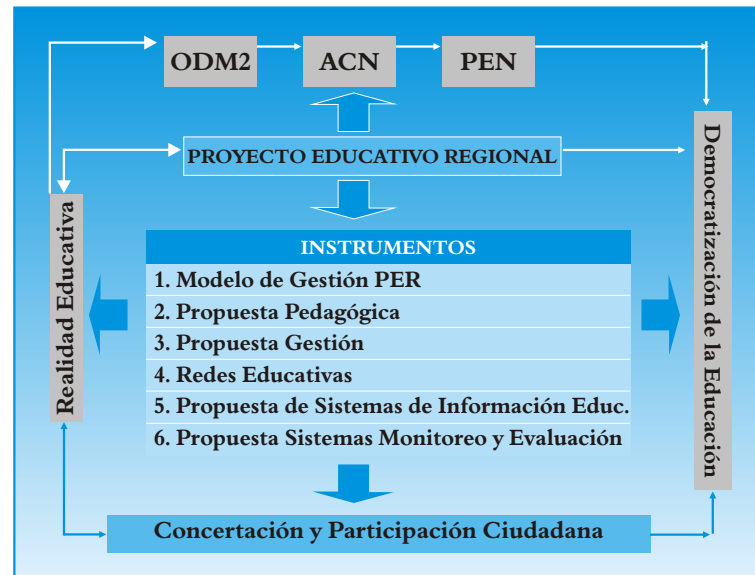 ODM2
ACN
PEN
PROYECTO EDUCATIVO REGIONAL
Realidad Educativa
INSTRUMENTOS
1. Modelo de Gestión PER
2. Propuesta Pedagógica
3. Propuesta Gestión
4. Redes Educativas
5. Propuesta de Sistemas de Información Educ.
6. Propuesta Sistemas Monitoreo y Evaluación
Democratización de la Educación
Concertación y Participación Ciudadana